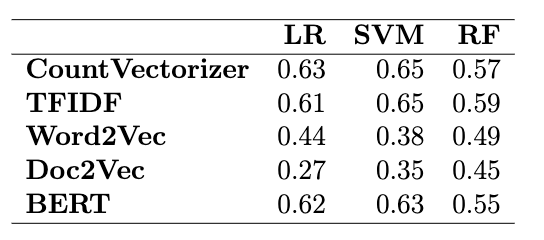 LR SVM RF
CountVectorizer 0.63 0.65 0.57
TFIDF 0.61 0.65 0.59
Word2Vec 0.44 0.38 0.49
Doc2Vec 0.27 0.35 0.45
BERT 0.62 0.63 0.55